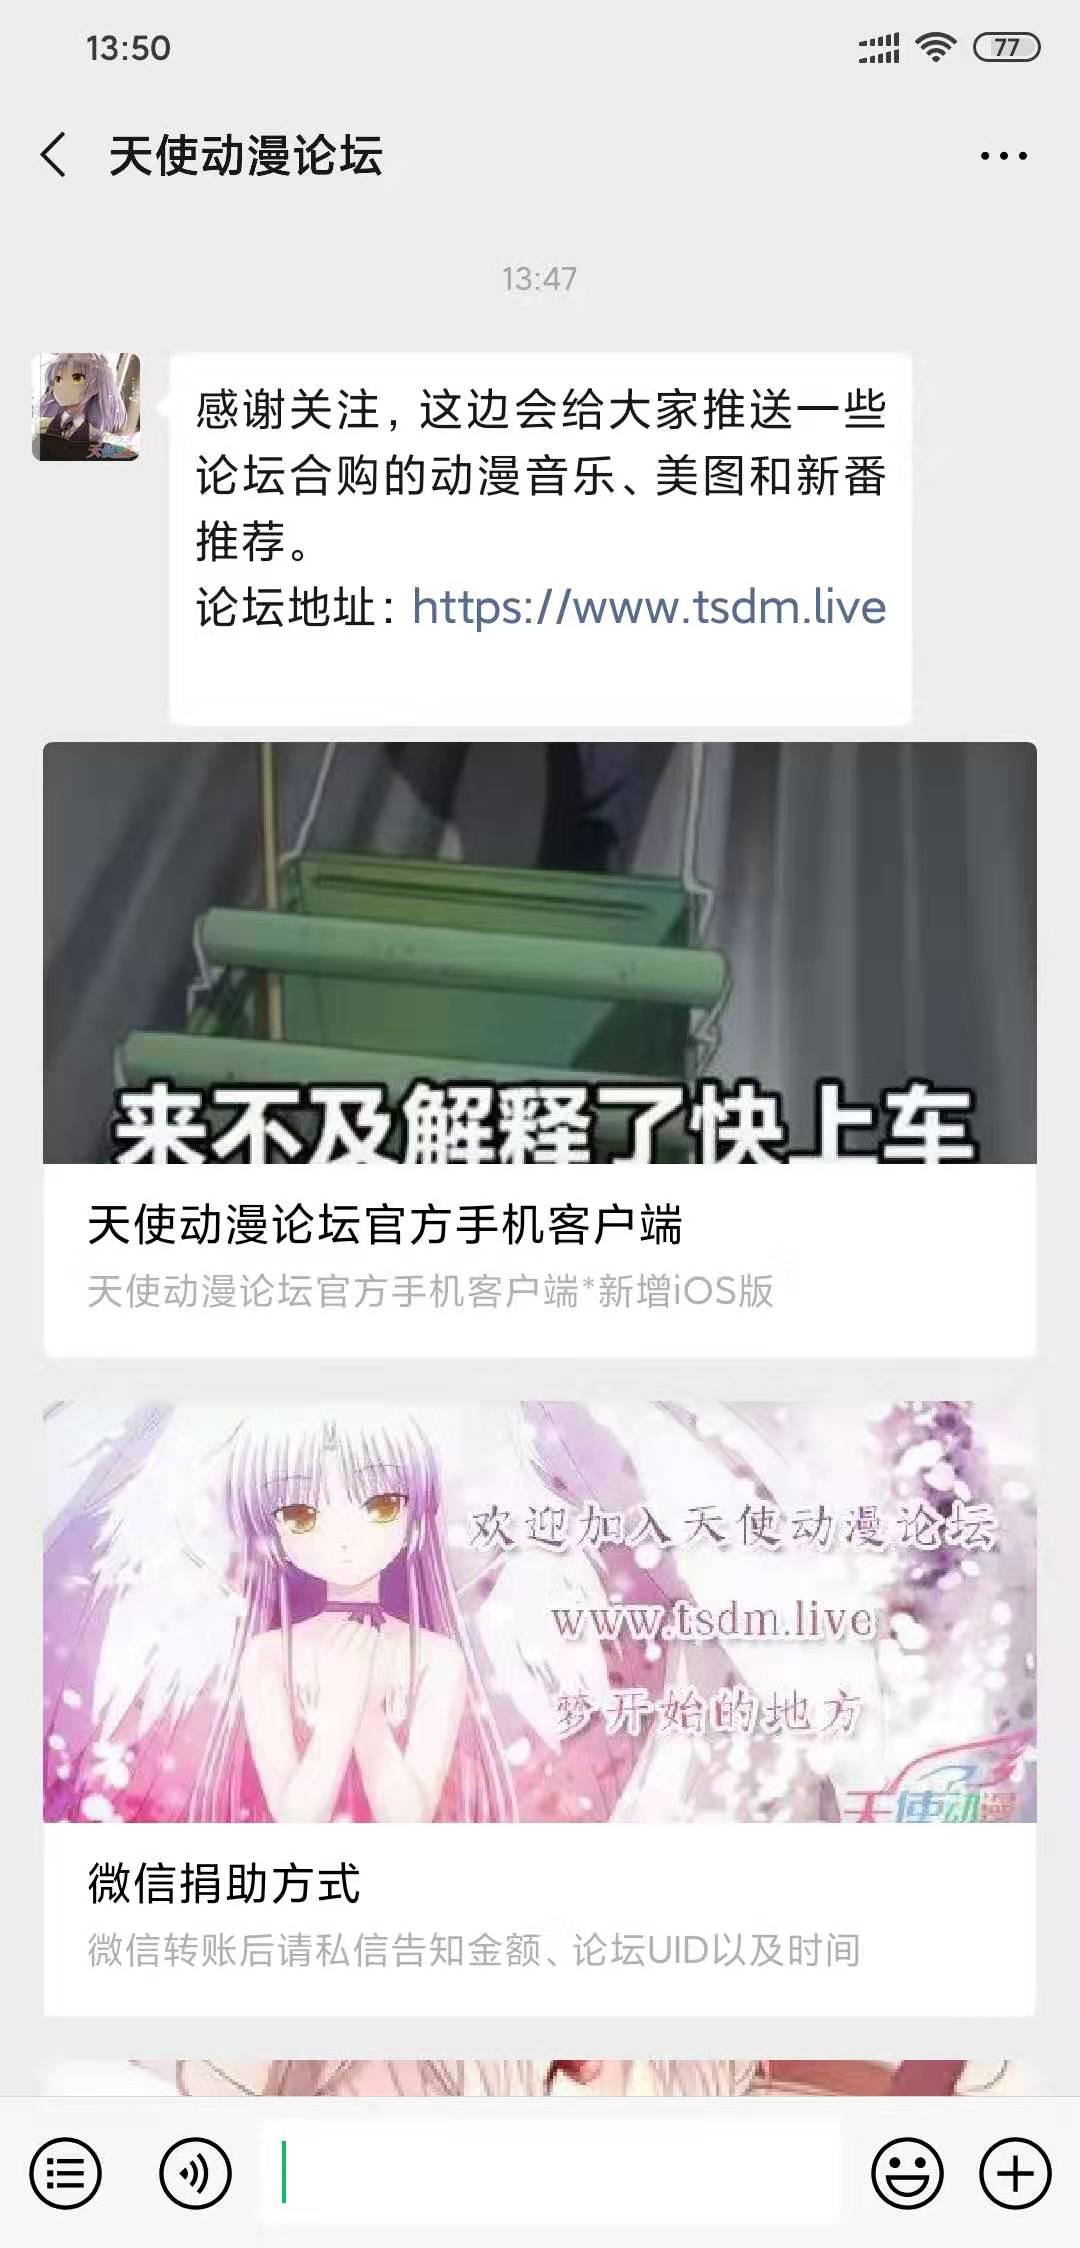 13:50
77
天使动漫论坛
13:47
感谢关注，这边会给大家推送一些
论坛合购的动漫音乐、美图和新番
推荐。
论坛地址：https://www.tsdm.live
来不及解释了快上车
天使动漫论坛官方手机客户端
天使动漫论坛官方手机客户端*新增iOS版
欢迎加入天使动漫论坛
www.tsdm.live
梦开始的地方
天使动漫
微信捐助方式
微信转账后请私信告知金额、论坛UID以及时间